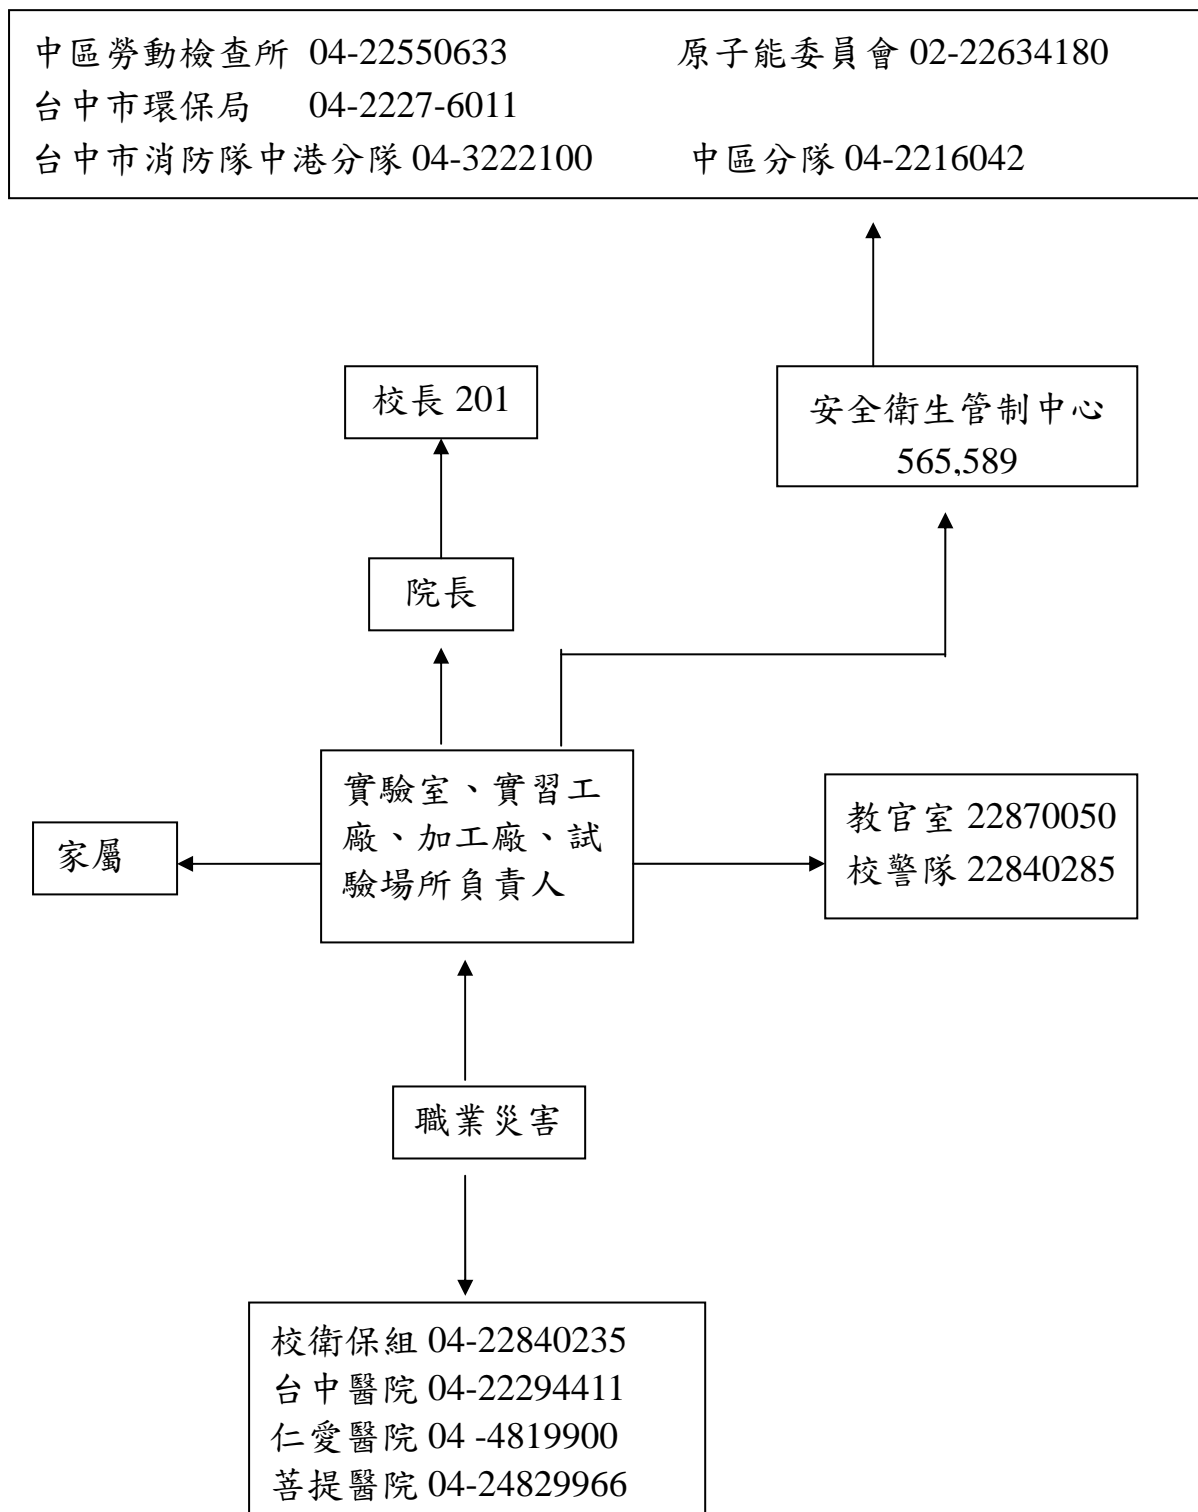 中區勞動檢查所 04-22550633 原子能委員會 02-22634180
台中市環保局 04-2227-6011
台中市消防隊中港分隊 04-3222100 中區分隊 04-2216042
校長 201
安全衛生管制中心
565,589
院長
實驗室、實習工
廠、加工廠、試
驗場所負責人
家屬
教官室 22870050
校警隊 22840285
職業災害
校衛保組 04-22840235
台中醫院 04-22294411
仁愛醫院 04 -4819900
菩提醫院 04-24829966